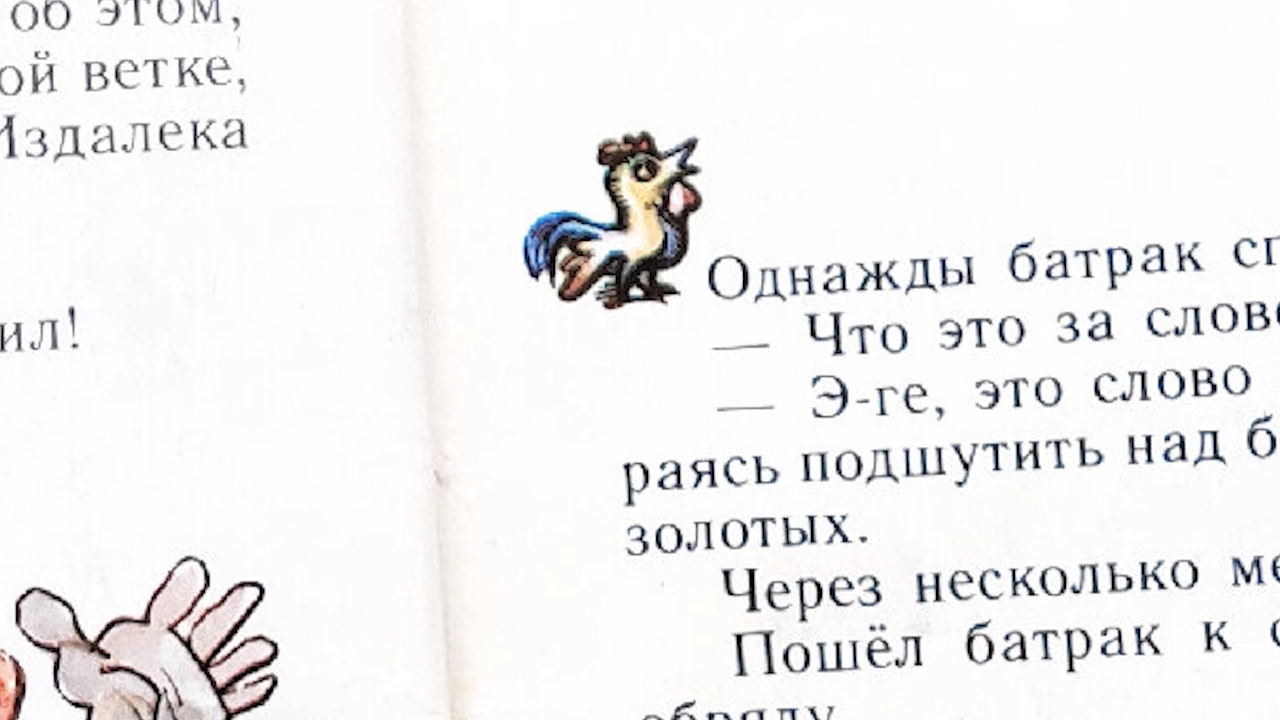 об этом,
ой ветке,
Издалека
ил!
Однажды батрак сп
— Что это за слов
— Э-ге, это слово
раясь подшутить над б
золотых.
Через несколько ме
Пошёл батрак к
обряду.